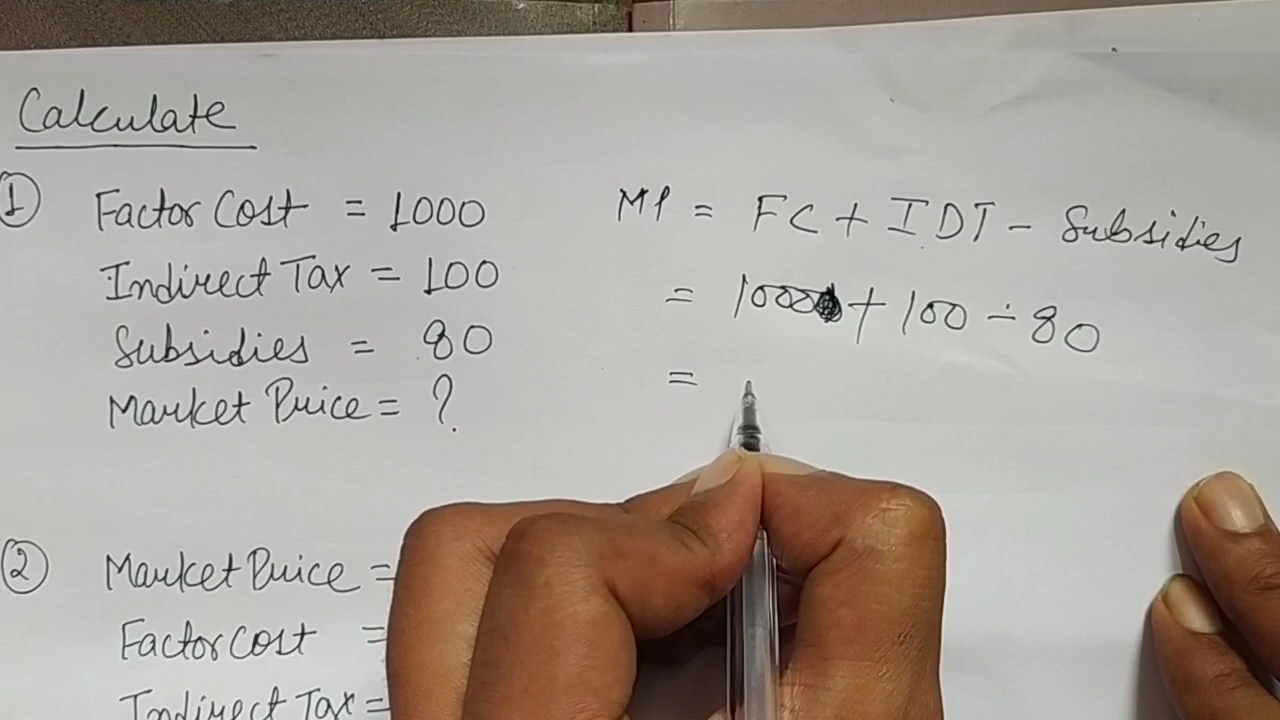 Calculate
① Factor Cost = 1000
Indirect Tax = 100
Subsidies = 80
Market Price = ?
MP = FC + IDT - Subsidies
= 1000 + 100 - 80
=
② Market Price =
Factor Cost =
Indirect Tax =